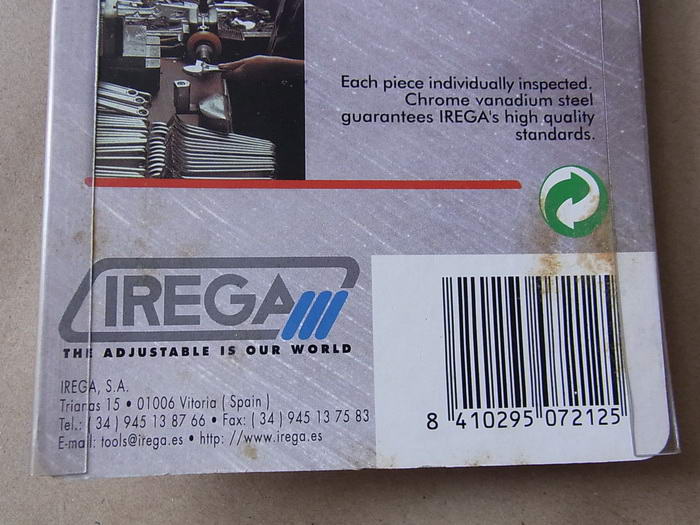 Each piece individually inspected.
Chrome vanadium steel
guarantees IREGA's high quality
standards.
IREGA
THE ADJUSTABLE IS OUR WORLD
IREGA, S.A.
Trianas 15 • 01006 Vitoria ( Spain )
Tel.: ( 34 ) 945 13 87 66 • Fax: ( 34 ) 945 13 75 83
E-mail: tools@irega.es • http: //www.irega.es
8 410295 072125